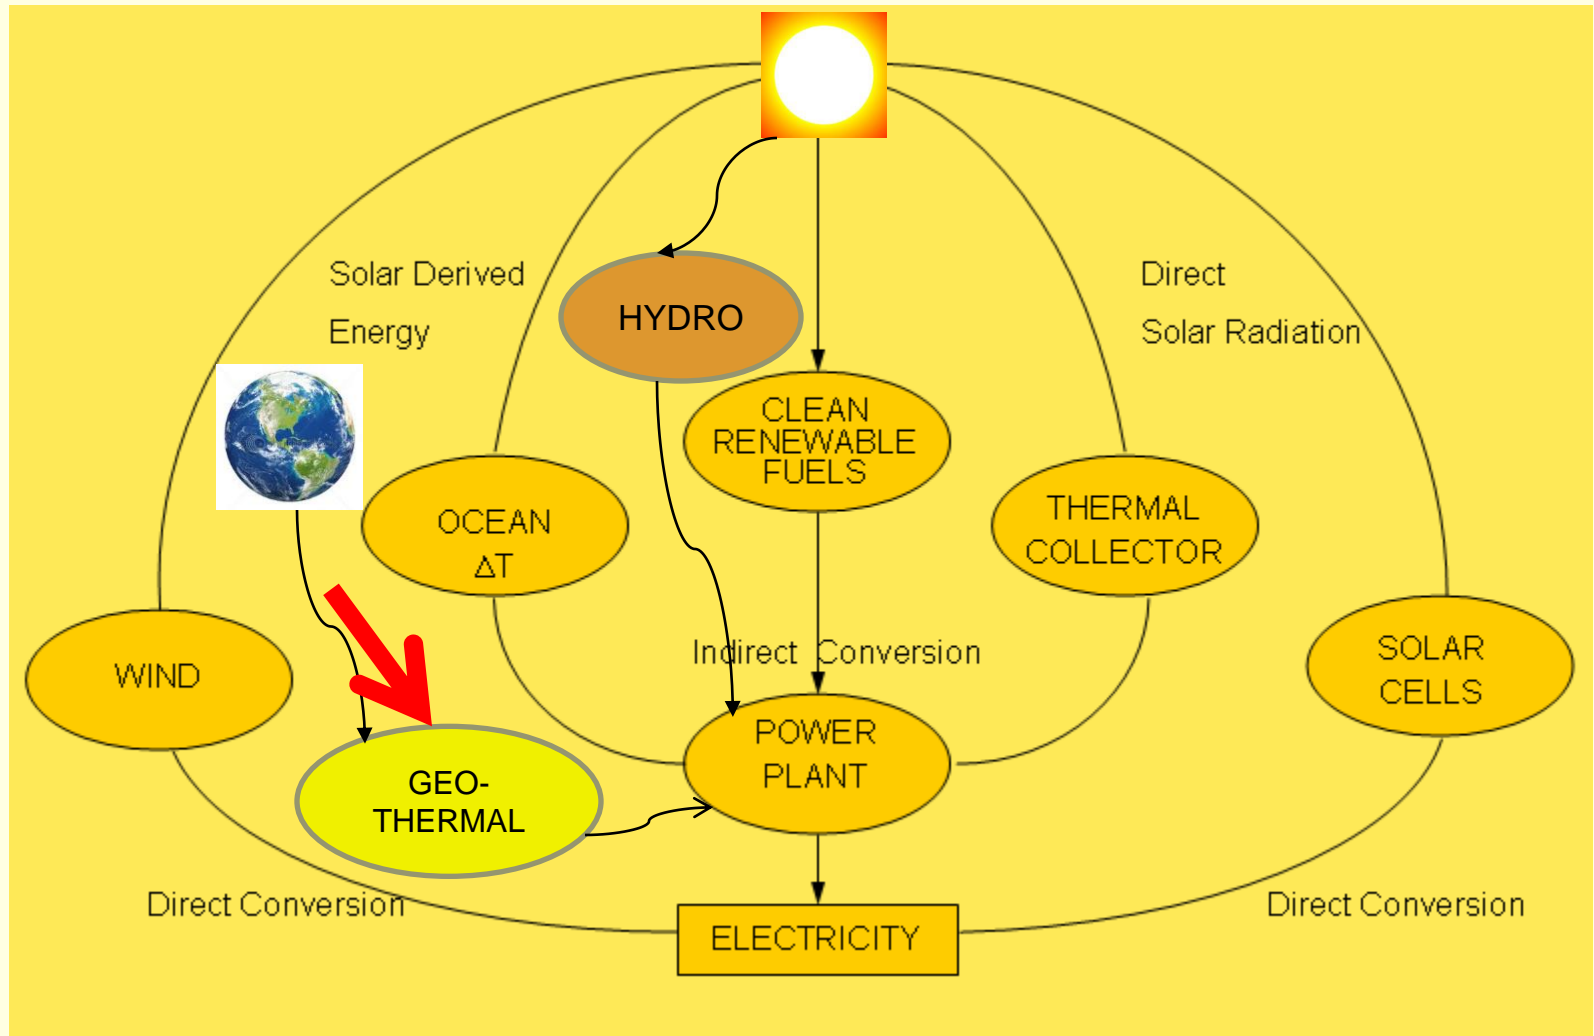 Solar Derived
Energy
Direct
Solar Radiation
HYDRO
CLEAN
RENEWABLE
FUELS
OCEAN
ΔT
THERMAL
COLLECTOR
WIND
Indirect Conversion
SOLAR
CELLS
POWER
PLANT
GEO-
THERMAL
Direct Conversion
Direct Conversion
ELECTRICITY